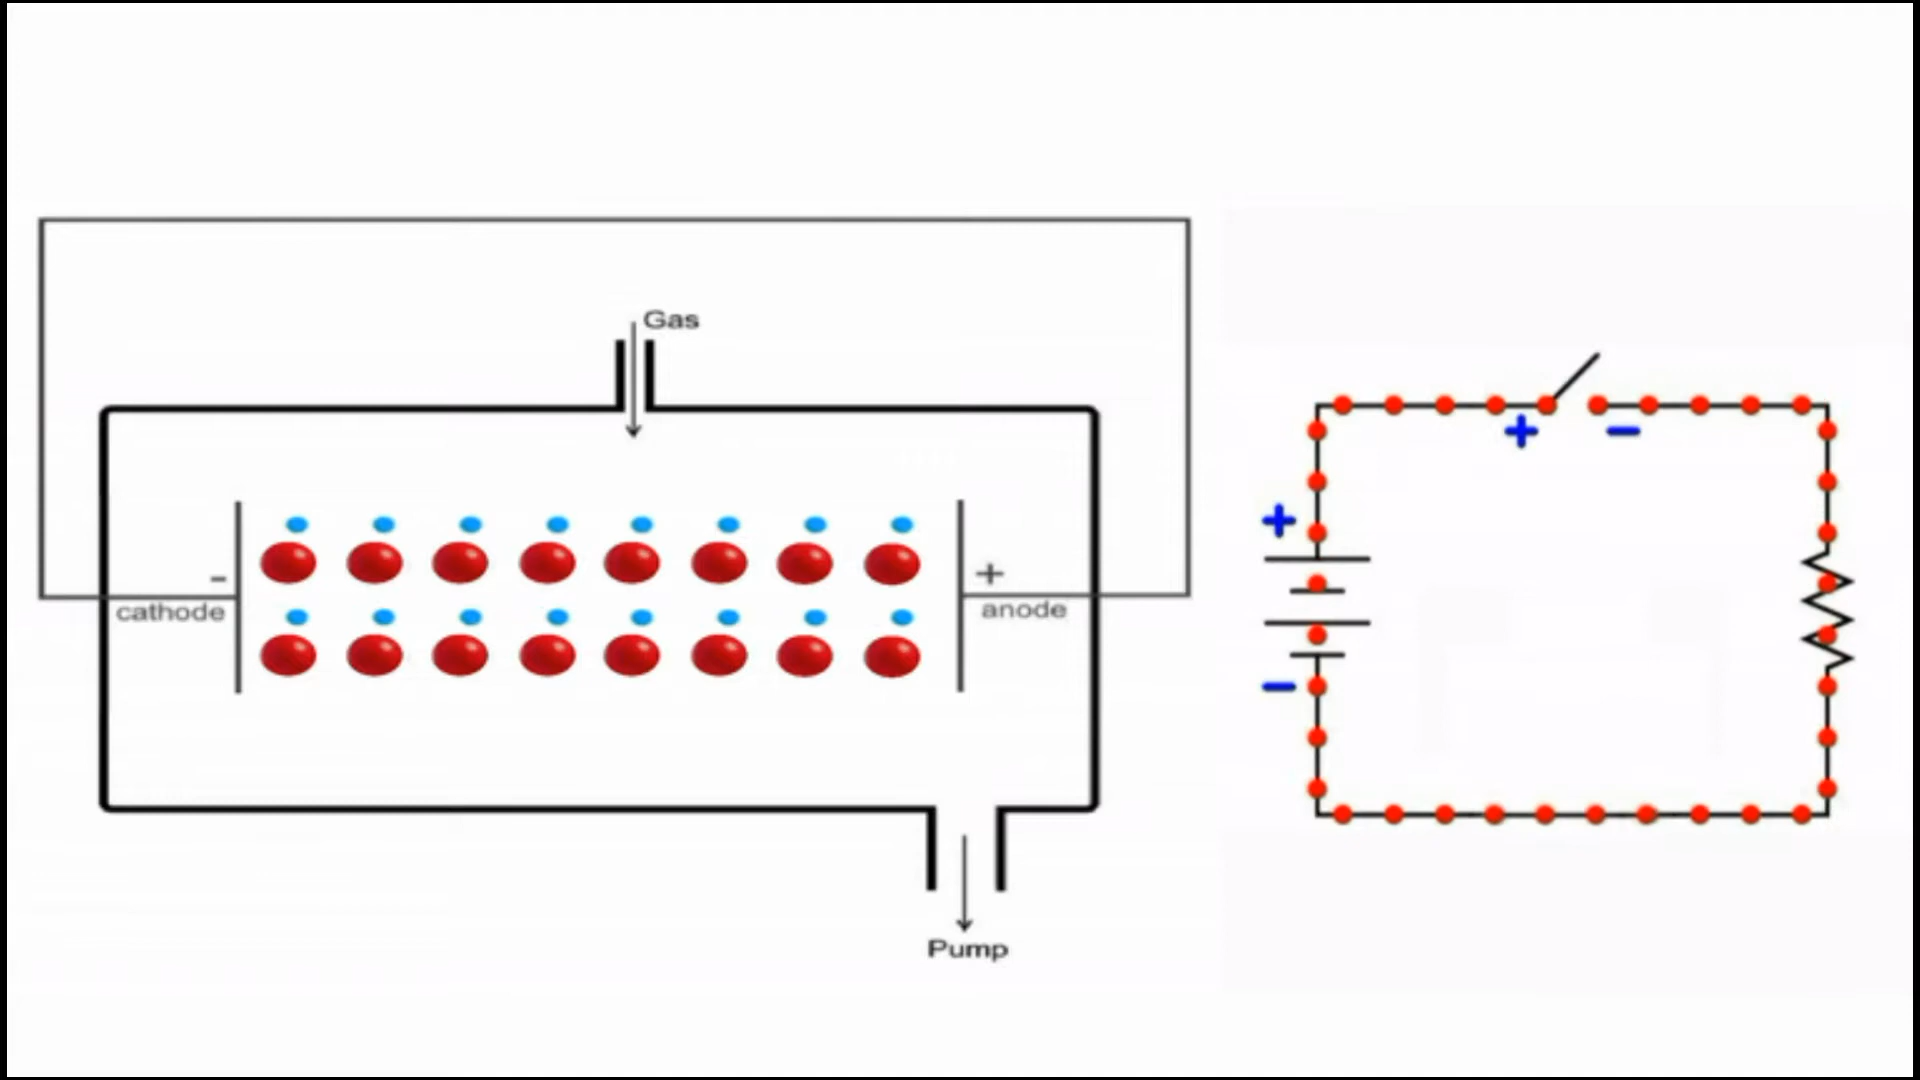 Gas
-
cathode
+
anode
Pump
+ -
+
-